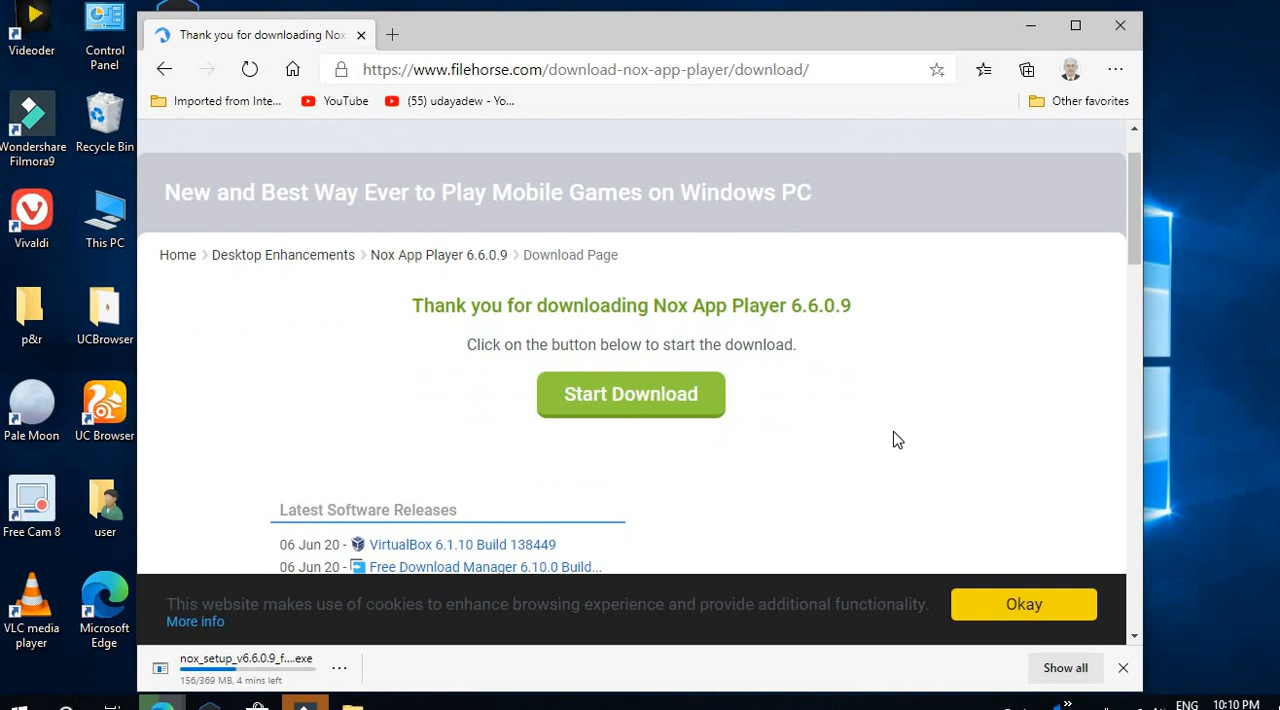 Videoder
Control
Panel
Wondershare
Filmora9
Recycle Bin
Vivaldi
This PC
p&r
UCBrowser
Pale Moon
UC Browser
Free Cam 8
user
VLC media
player
Microsoft
Edge
Thank you for downloading Nox
https://www.filehorse.com/download-nox-app-player/download/
Imported from Inte...
YouTube
(55) udayadew - Yo...
Other favorites
New and Best Way Ever to Play Mobile Games on Windows PC
Home > Desktop Enhancements > Nox App Player 6.6.0.9 > Download Page
Thank you for downloading Nox App Player 6.6.0.9
Click on the button below to start the download.
Start Download
Latest Software Releases
06 Jun 20 - VirtualBox 6.1.10 Build 138449
06 Jun 20 - Free Download Manager 6.10.0 Build...
This website makes use of cookies to enhance browsing experience and provide additional functionality.
More info
Okay
nox_setup_v6.6.0.9_f....exe
156/369 MB, 4 mins left
Show all
ENG
10:10 PM